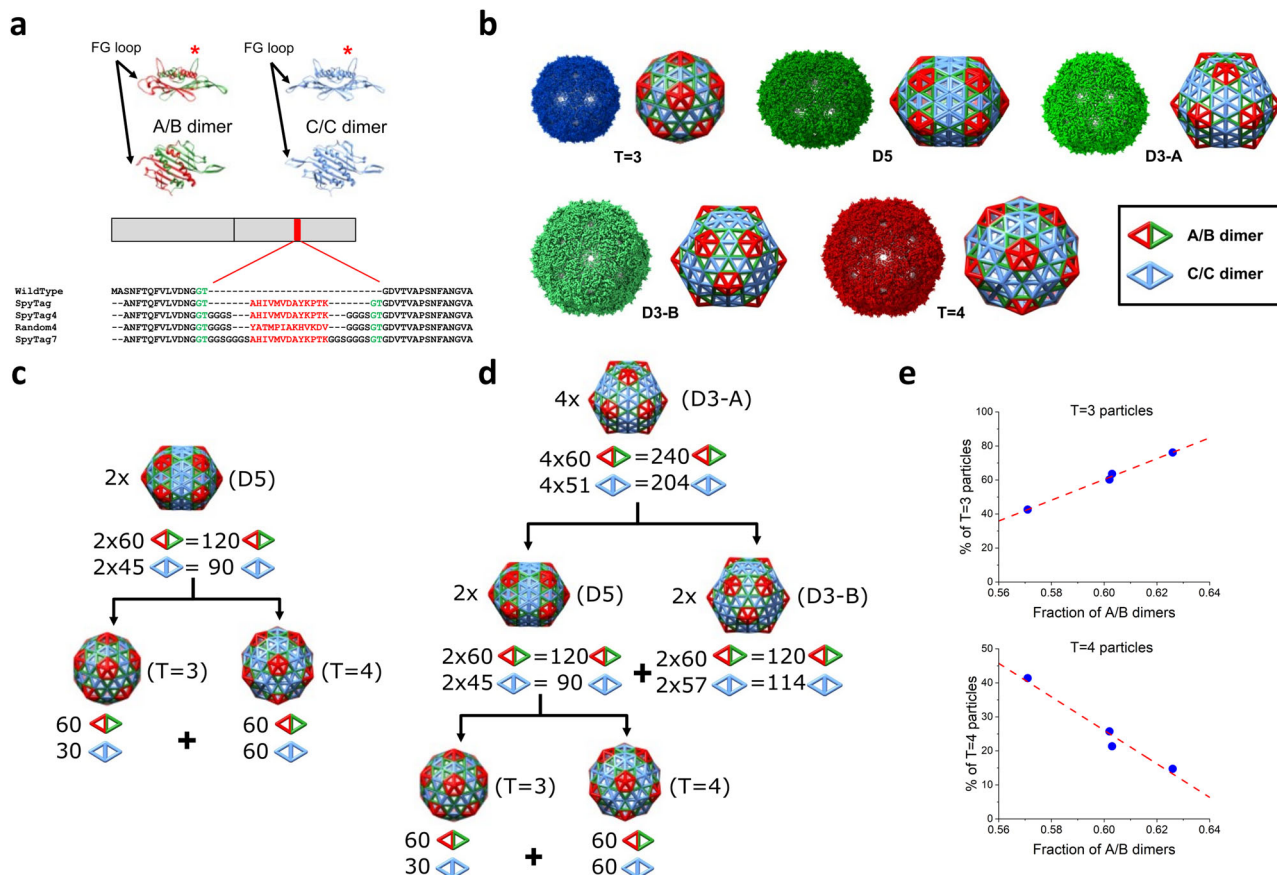 a
FG loop
*
FG loop
*
A/B dimer
C/C dimer
WildType MASNFTQFVLVDNGGT------------------------GDVTVAPSNFANGVA
SpyTag --ANFTQFVLVDNGGT------AHIVMVDAYKPTK------GTGDVTVAPSNFANGVA
SpyTag4 --ANFTQFVLVDNGGTGGGS---AHIVMVDAYKPTK---GGGSGTGDVTVAPSNFANGVA
Random4 --ANFTQFVLVDNGGTGGGS---YATMPIAKHVKDV---GGGSGTGDVTVAPSNFANGVA
SpyTag7 --ANFTQFVLVDNGGTGGGSGGSAHIVMVDAYKPTKGGSGGGSGTGDVTVAPSNFANGVA
b
T=3
D5
D3-A
D3-B
T=4
A/B dimer
C/C dimer
c
2x (D5)
2x60 =120
2x45 = 90
(T=3)
(T=4)
60 + 60
30 60
d
4x (D3-A)
4x60 =240
4x51 =204
2x (D5)
2x (D3-B)
2x60 =120 + 2x60 =120
2x45 = 90 2x57 =114
(T=3)
(T=4)
60 60
30 + 60
e
T=3 particles
% of T=3 particles
100
80
60
40
20
0
0.56 0.58 0.60 0.62 0.64
Fraction of A/B dimers
T=4 particles
% of T=4 particles
50
40
30
20
10
0
0.56 0.58 0.60 0.62 0.64
Fraction of A/B dimers